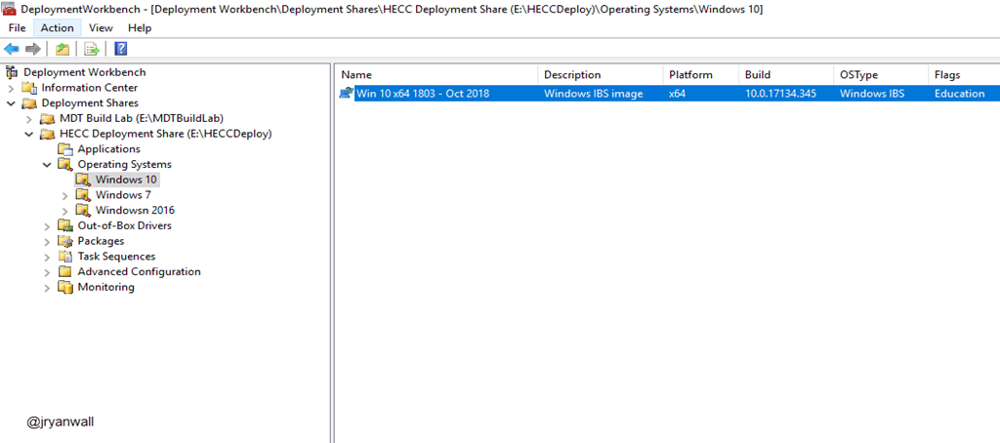 DeploymentWorkbench - [Deployment Workbench\Deployment Shares\HECC Deployment Share (E:\HECCDeploy)\Operating Systems\Windows 10]
File Action View Help
Deployment Workbench
Information Center
Deployment Shares
MDT Build Lab (E:\MDTBuildLab)
HECC Deployment Share (E:\HECCDeploy)
Applications
Operating Systems
Windows 10
Windows 7
Windowsn 2016
Out-of-Box Drivers
Packages
Task Sequences
Advanced Configuration
Monitoring
Name Description Platform Build OSType Flags
Win 10 x64 1803 - Oct 2018 Windows IBS image x64 10.0.17134.345 Windows IBS Education
@jryanwall